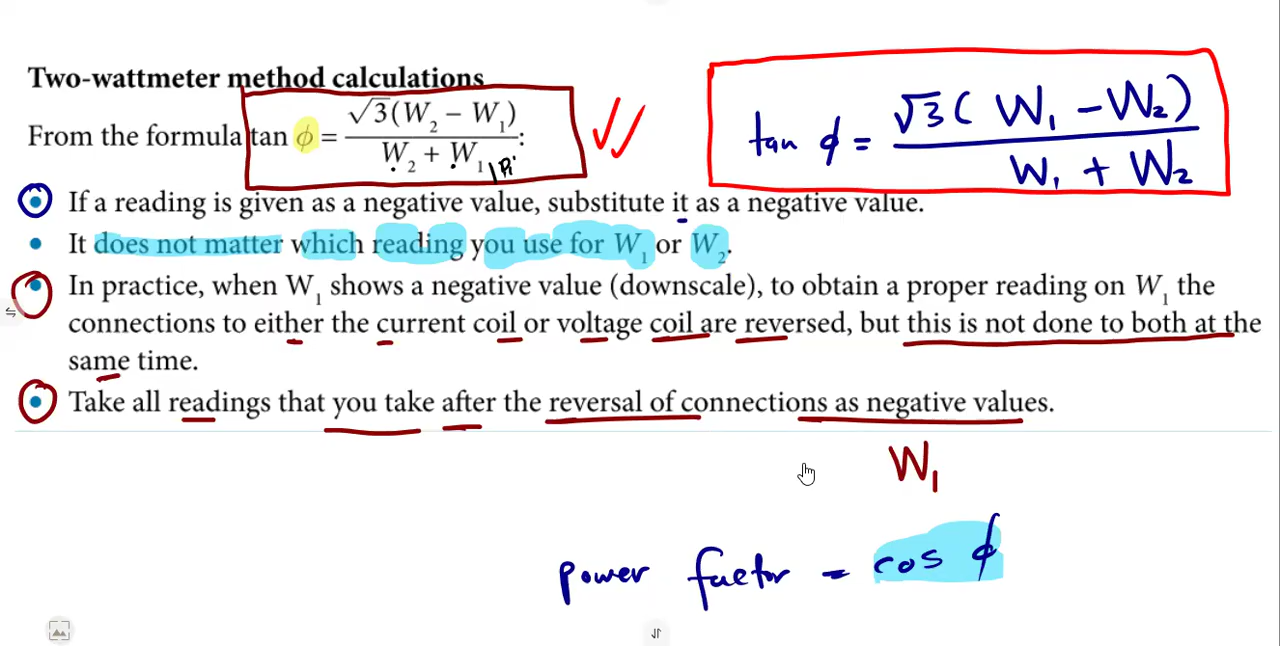 Two-wattmeter method calculations
From the formula tan ϕ = √3(W₂ − W₁) / W₂ + W₁ :
tan ϕ = √3 ( W₁ − W₂) / W₁ + W₂
• If a reading is given as a negative value, substitute it as a negative value.
• It does not matter which reading you use for W₁ or W₂.
• In practice, when W₁ shows a negative value (downscale), to obtain a proper reading on W₁ the
connections to either the current coil or voltage coil are reversed, but this is not done to both at the
same time.
• Take all readings that you take after the reversal of connections as negative values.
W₁
power factor = cos ϕ